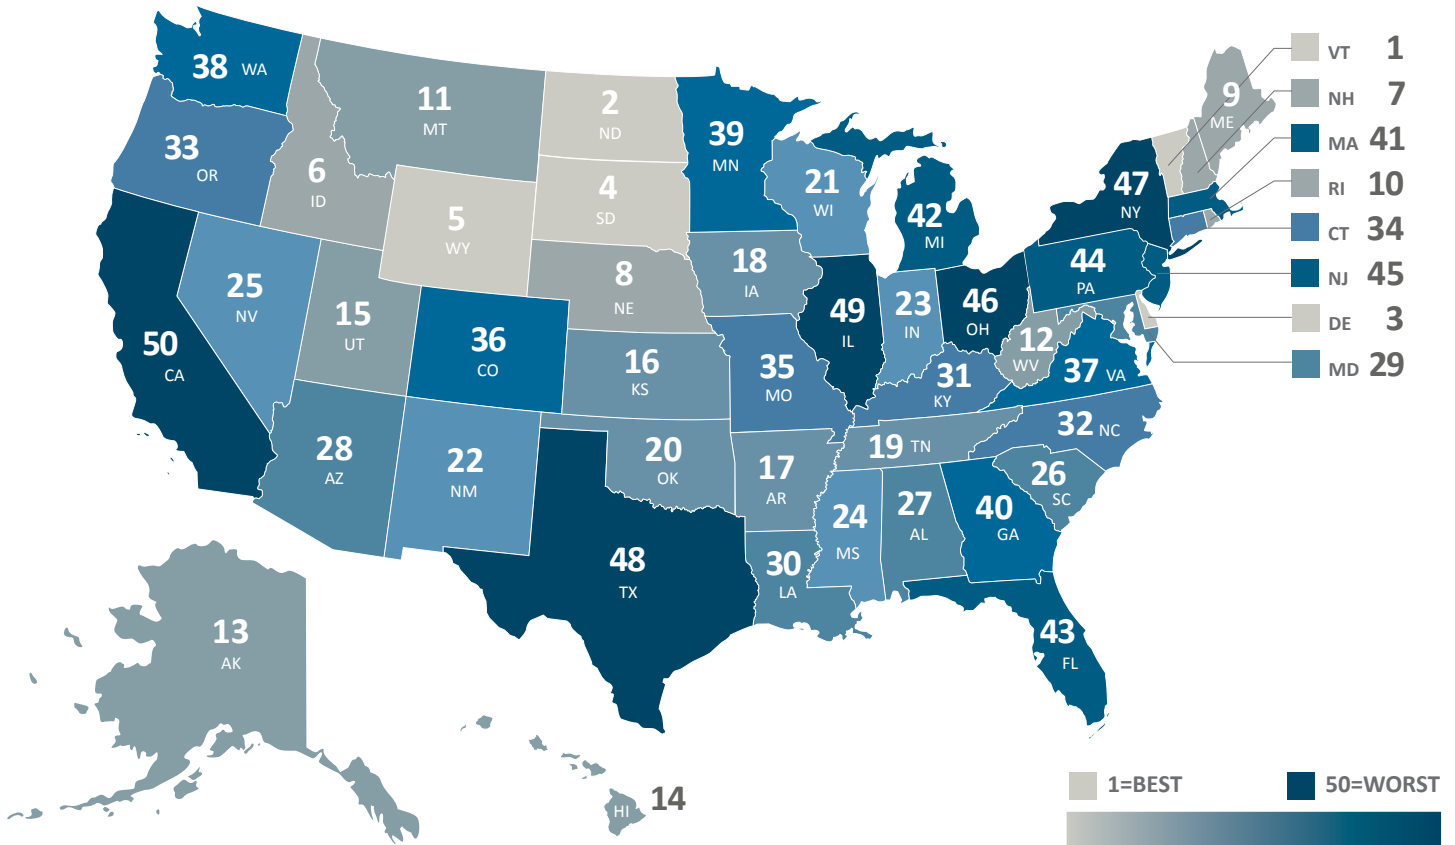 38 WA
11
MT
2
ND
39
MN
33
OR
6
ID
5
WY
4
SD
21
WI
42
MI
47
NY
9
ME
VT 1
NH 7
MA 41
RI 10
CT 34
NJ 45
DE 3
MD 29
25
NV
15
UT
36
CO
8
NE
18
IA
49
IL
23
IN
46
OH
44
PA
50
CA
16
KS
35
MO
31
KY
12
WV
37 VA
28
AZ
22
NM
20
OK
17
AR
19 TN
32 NC
26
SC
48
TX
30
LA
24
MS
27
AL
40
GA
43
FL
13
AK
HI 14
1=BEST
50=WORST